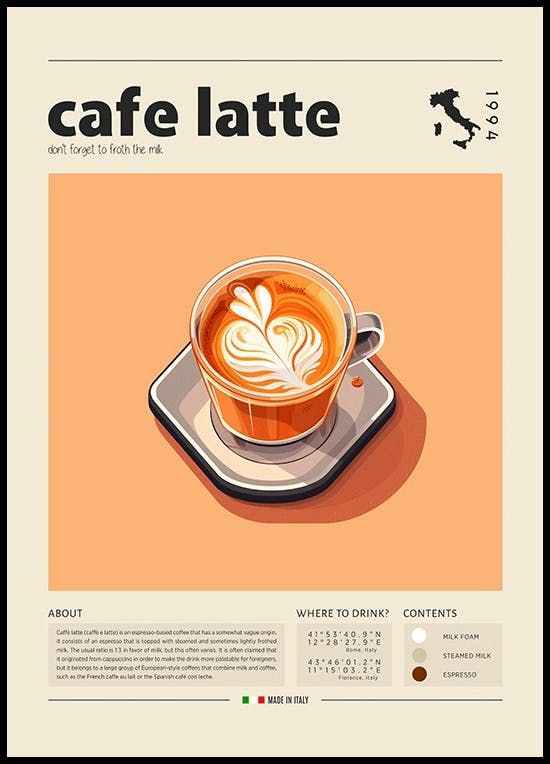 cafe latte
don't forget to froth the milk
1994
ABOUT
Caffè latte (caffè e latte) is an espresso-based coffee that has a somewhat vague origin.
It consists of an espresso that is topped with steamed and sometimes lightly frothed
milk. The usual ratio is 1:3 in favor of milk, but this often varies. It is often claimed that
it originated from cappuccino in order to make the drink more palatable for foreigners,
but it belongs to a large group of European-style coffees that combine milk and coffee,
such as the French caffe au lait or the Spanish café con leche.
WHERE TO DRINK?
41°53'40.9"N
12°28'27.9"E
Rome, Italy
43°46'01.2"N
11°15'03.2"E
Florence, Italy
CONTENTS
MILK FOAM
STEAMED MILK
ESPRESSO
MADE IN ITALY